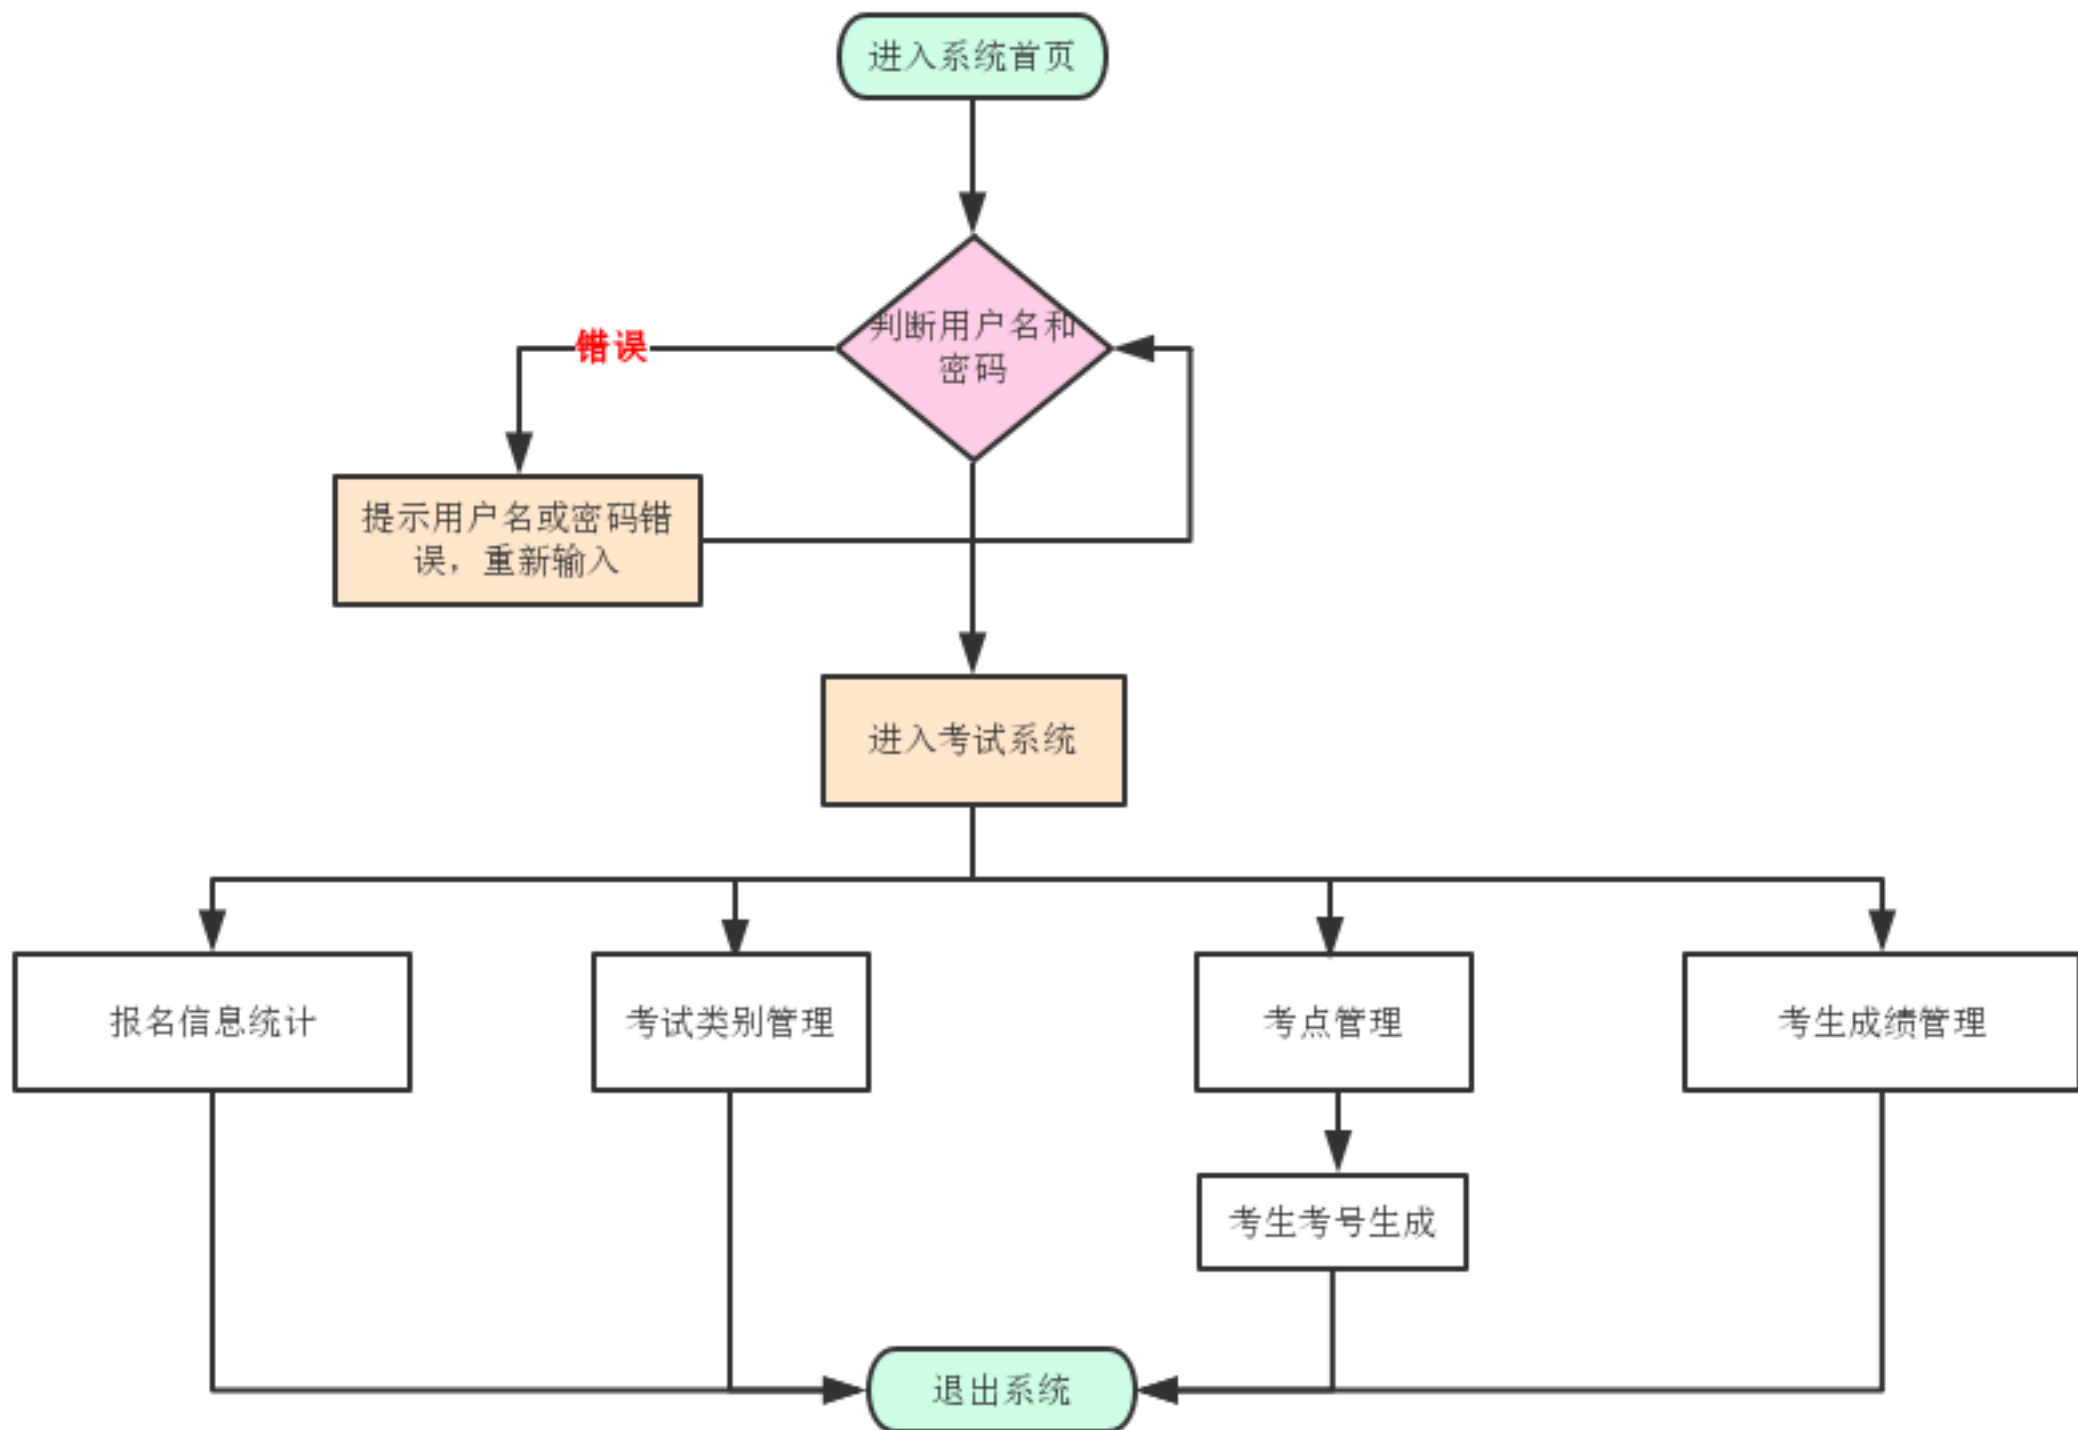 进入系统首页
错误
判断用户名和
密码
提示用户名或密码错
误，重新输入
进入考试系统
报名信息统计
考试类别管理
考点管理
考生成绩管理
考生考号生成
退出系统